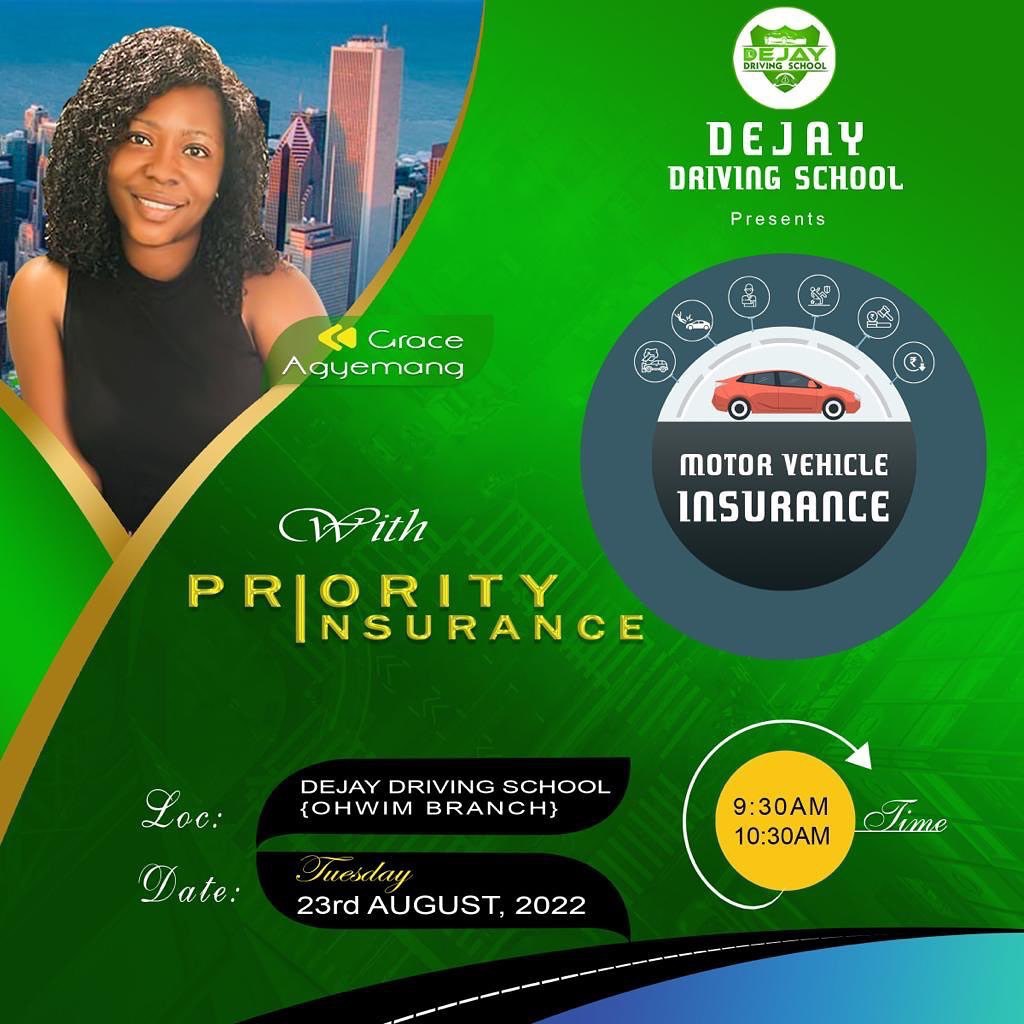 DEJAY
DRIVING SCHOOL
DEJAY
DRIVING SCHOOL
Presents
Grace
Agyemang
MOTOR VEHICLE
INSURANCE
With
PRIORITY
INSURANCE
Loc:
DEJAY DRIVING SCHOOL
{OHWIM BRANCH}
Date:
Tuesday
23rd AUGUST, 2022
9:30AM
10:30AM
Time